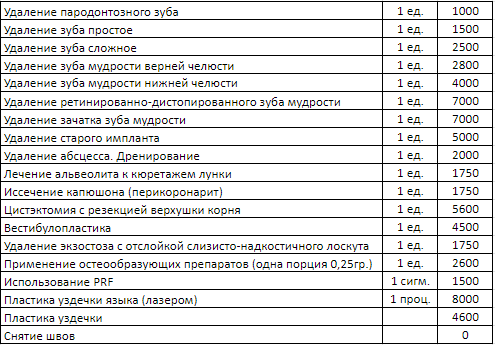 Удаление пародонтозного зуба 1 ед. 1000
Удаление зуба простое 1 ед. 1500
Удаление зуба сложное 1 ед. 2500
Удаление зуба мудрости верней челюсти 1 ед. 2800
Удаление зуба мудрости нижней челюсти 1 ед. 4000
Удаление ретинированно-дистопированного зуба мудрости 1 ед. 7000
Удаление зачатка зуба мудрости 1 ед. 7000
Удаление старого импланта 1 ед. 5000
Удаление абсцесса. Дренирование 1 ед. 2000
Лечение альвеолита к кюретажем лунки 1 ед. 1750
Иссечение капюшона (перикоронарит) 1 ед. 1750
Цистэктомия с резекцией верхушки корня 1 ед. 5600
Вестибулопластика 1 ед. 4500
Удаление экзостоза с отслойкой слизисто-надкостичного лоскута 1 ед. 1750
Применение остеообразующих препаратов (одна порция 0,25гр.) 1 ед. 2600
Использование PRF 1 сигм. 1500
Пластика уздечки языка (лазером) 1 проц. 8000
Пластика уздечки 4600
Снятие швов 0